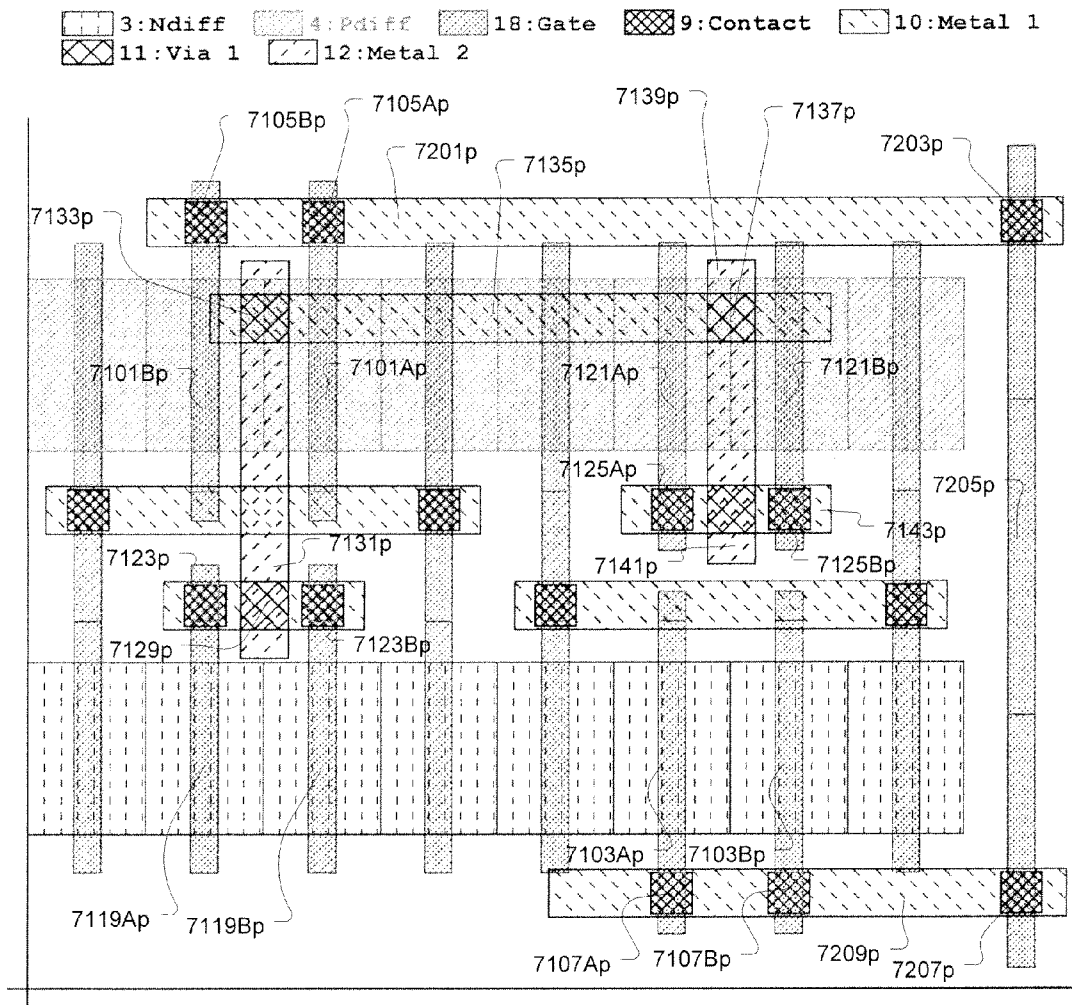 3:Ndiff 4:Pdiff 18:Gate 9:Contact 10:Metal 1
11:Via 1 12:Metal 2
7105Bp 7105Ap 7139p 7137p
7201p 7135p 7203p
7133p
7101Bp 7101Ap 7121Ap 7121Bp
7125Ap 7205p
7123p 7131p 7141p 7143p
7125Bp
7129p 7123Bp
7103Ap 7103Bp
7119Ap 7119Bp
7107Ap 7107Bp 7209p 7207p